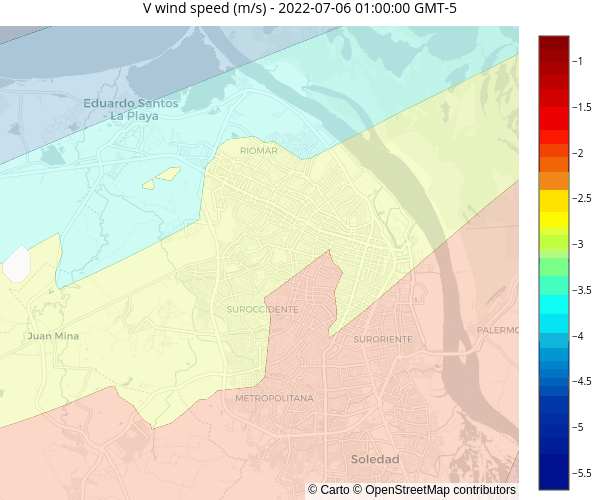 V wind speed (m/s) - 2022-07-06 01:00:00 GMT-5
Eduardo Santos
- La Playa
RIOMAR
SUROCCIDENTE
Juan Mina
SURORIENTE
PALERMO
METROPOLITANA
Soledad
© Carto © OpenStreetMap contributors
−1
−1.5
−2
−2.5
−3
−3.5
−4
−4.5
−5
−5.5